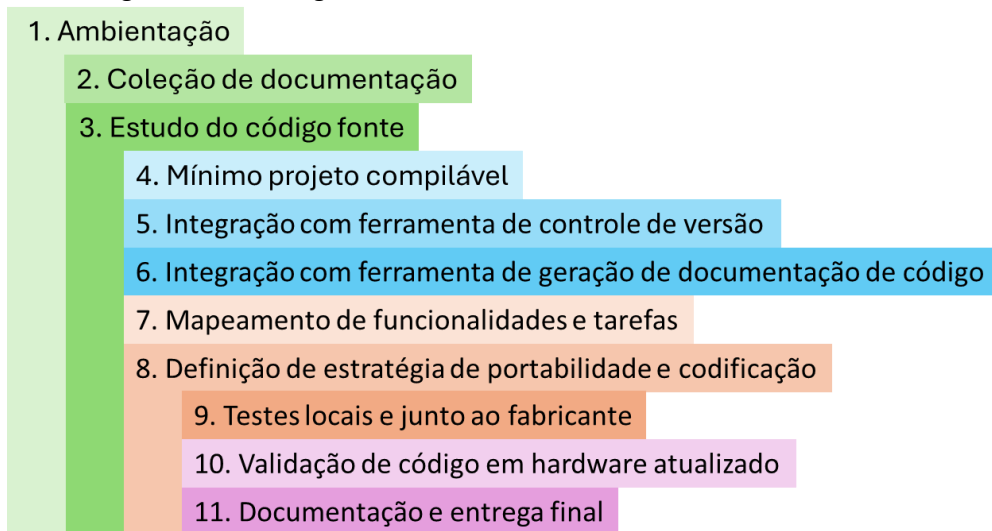 1. Ambientação
2. Coleção de documentação
3. Estudo do código fonte
4. Mínimo projeto compilável
5. Integração com ferramenta de controle de versão
6. Integração com ferramenta de geração de documentação de código
7. Mapeamento de funcionalidades e tarefas
8. Definição de estratégia de portabilidade e codificação
9. Testes locais e junto ao fabricante
10. Validação de código em hardware atualizado
11. Documentação e entrega final